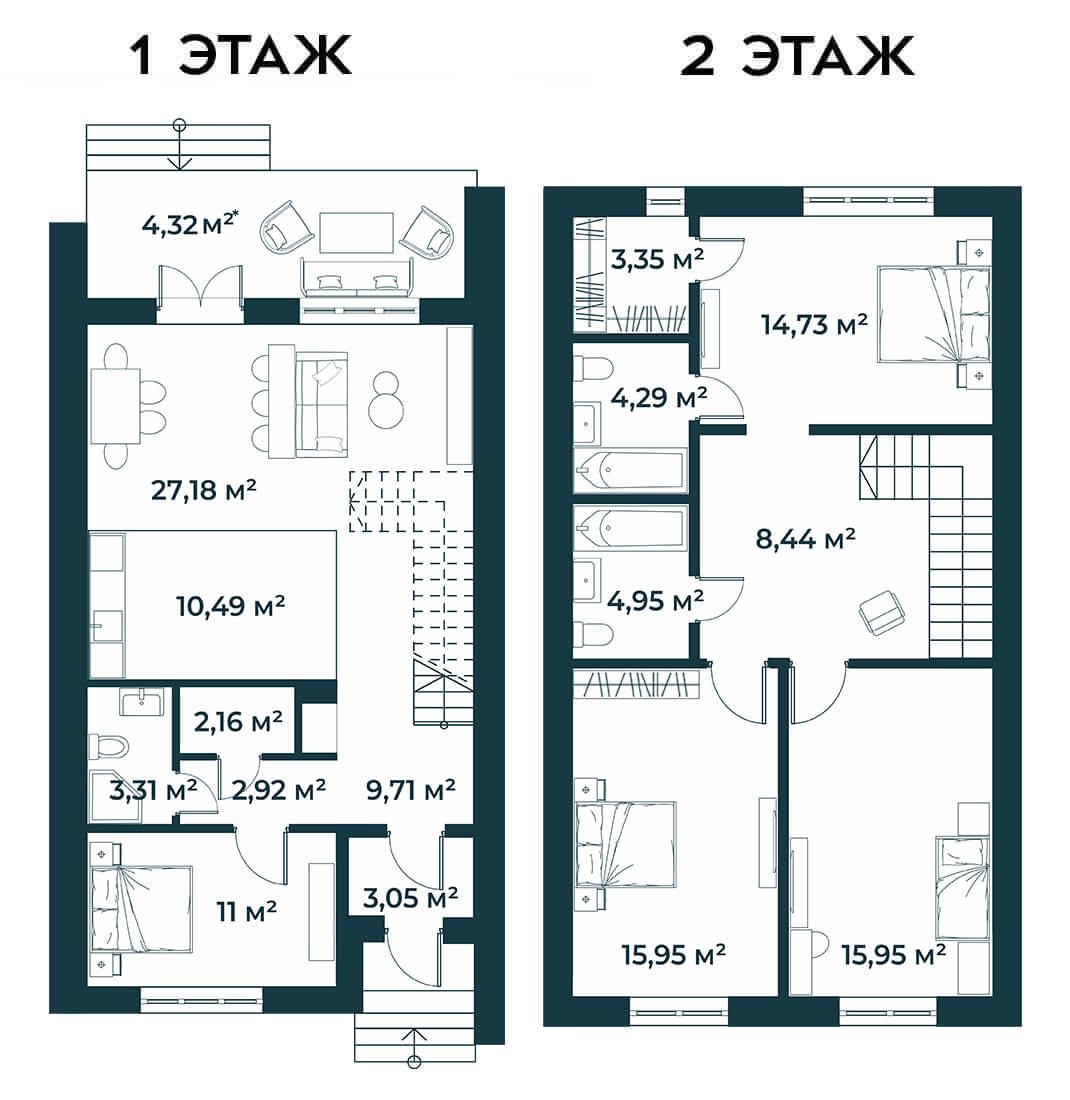 1 ЭТАЖ
4,32 м²*
27,18 м²
10,49 м²
2,16 м²
3,31 м²
2,92 м²
9,71 м²
11 м²
3,05 м²
2 ЭТАЖ
3,35 м²
14,73 м²
4,29 м²
8,44 м²
4,95 м²
15,95 м²
15,95 м²